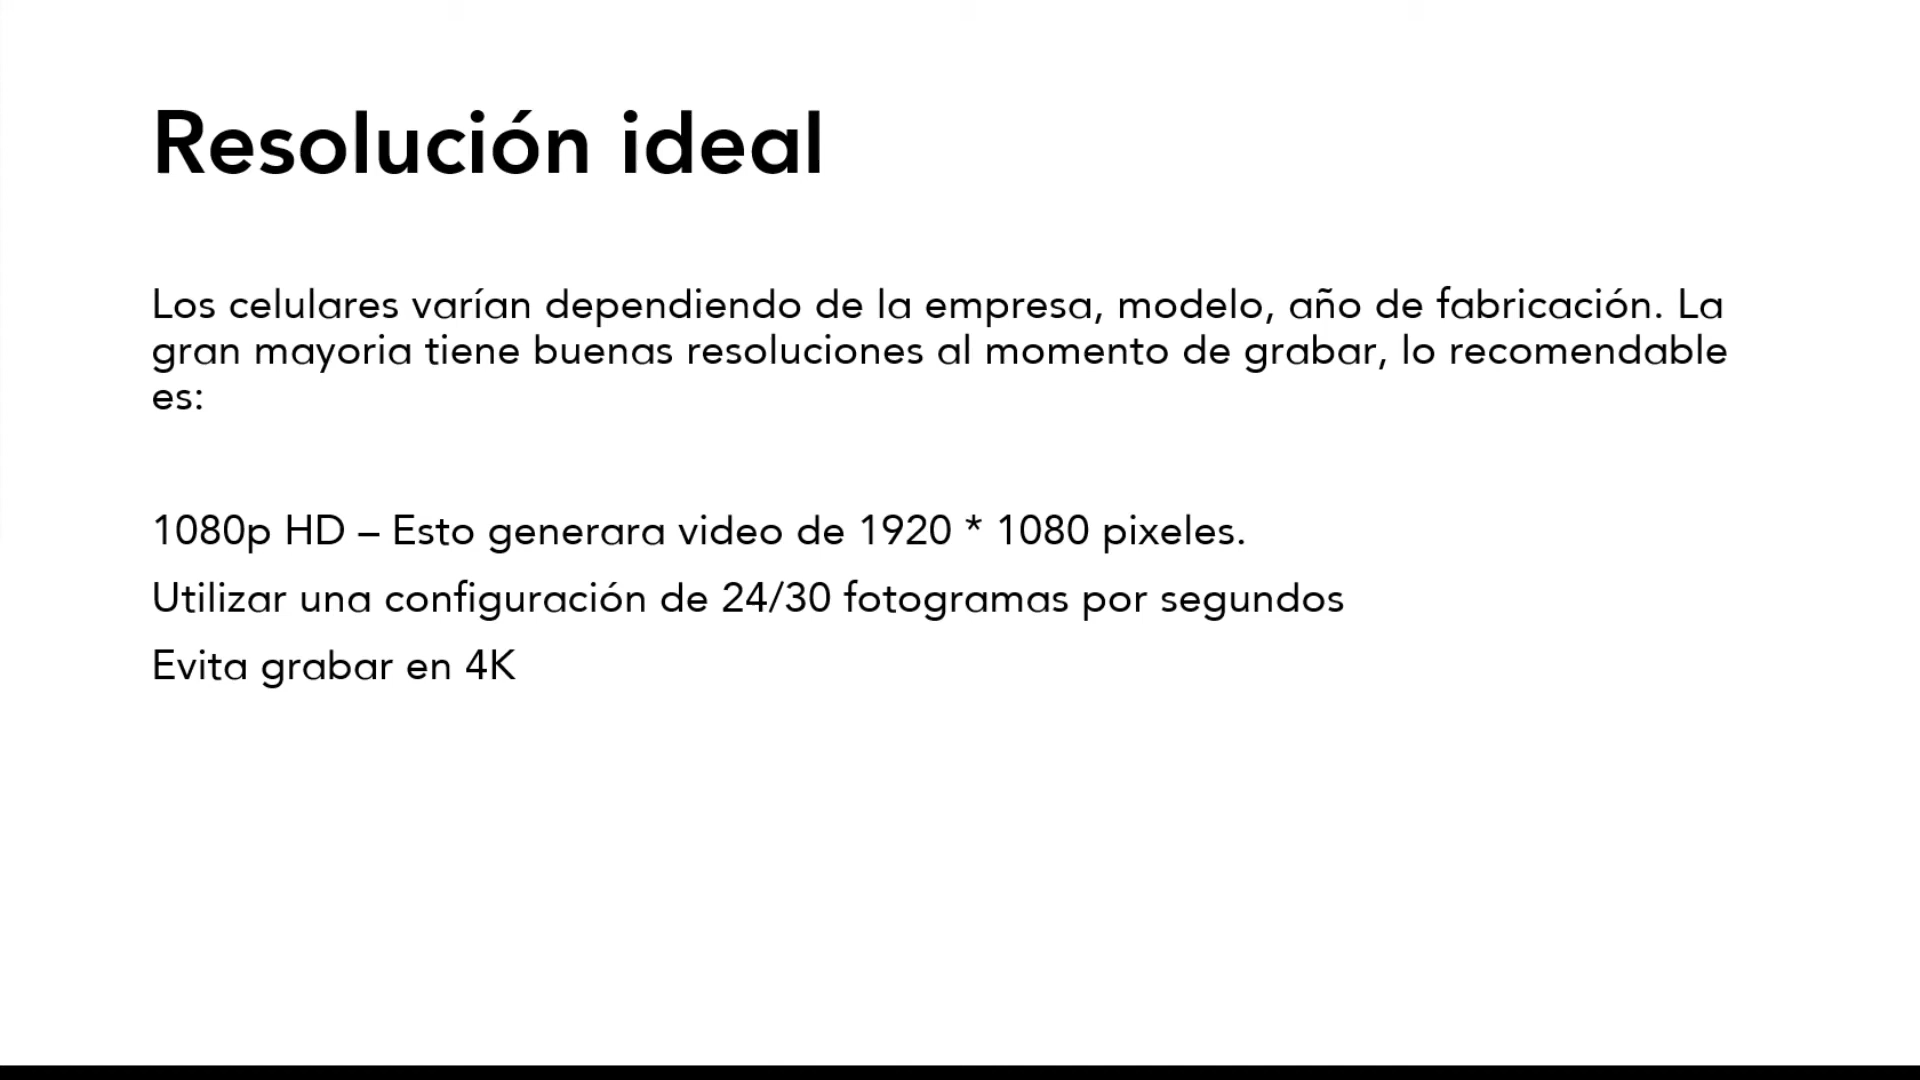 Resolución ideal
Los celulares varían dependiendo de la empresa, modelo, año de fabricación. La
gran mayoria tiene buenas resoluciones al momento de grabar, lo recomendable
es:
1080p HD – Esto generara video de 1920 * 1080 pixeles.
Utilizar una configuración de 24/30 fotogramas por segundos
Evita grabar en 4K